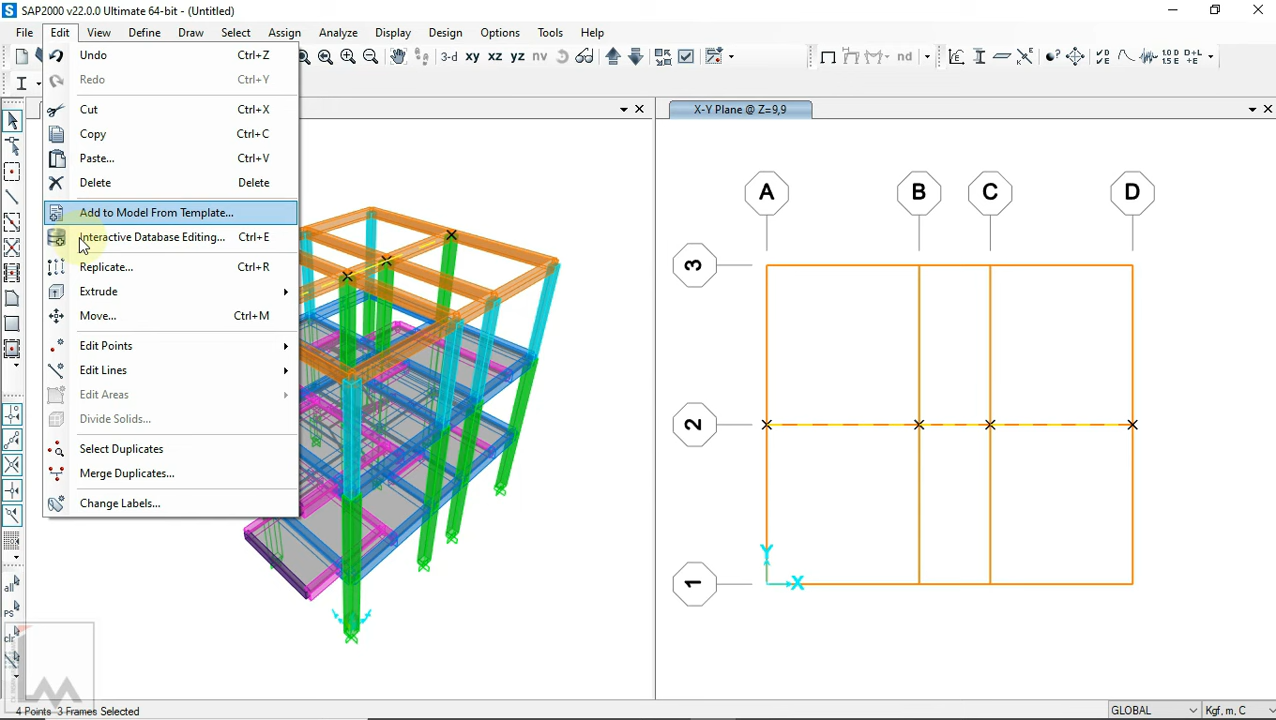 SAP2000 v22.0.0 Ultimate 64-bit - (Untitled)
File Edit View Define Draw Select Assign Analyze Display Design Options Tools Help
3-d xy xz yz nv nd
Undo Ctrl+Z
Redo Ctrl+Y
Cut Ctrl+X
Copy Ctrl+C
Paste... Ctrl+V
Delete Delete
Add to Model From Template...
Interactive Database Editing... Ctrl+E
Replicate... Ctrl+R
Extrude
Move... Ctrl+M
Edit Points
Edit Lines
Edit Areas
Divide Solids...
Select Duplicates
Merge Duplicates...
Change Labels...
X-Y Plane @ Z=9,9
A B C D
3
2
1
Y
X
all
PS
clr
4 Points 3 Frames Selected
GLOBAL
Kgf, m, C